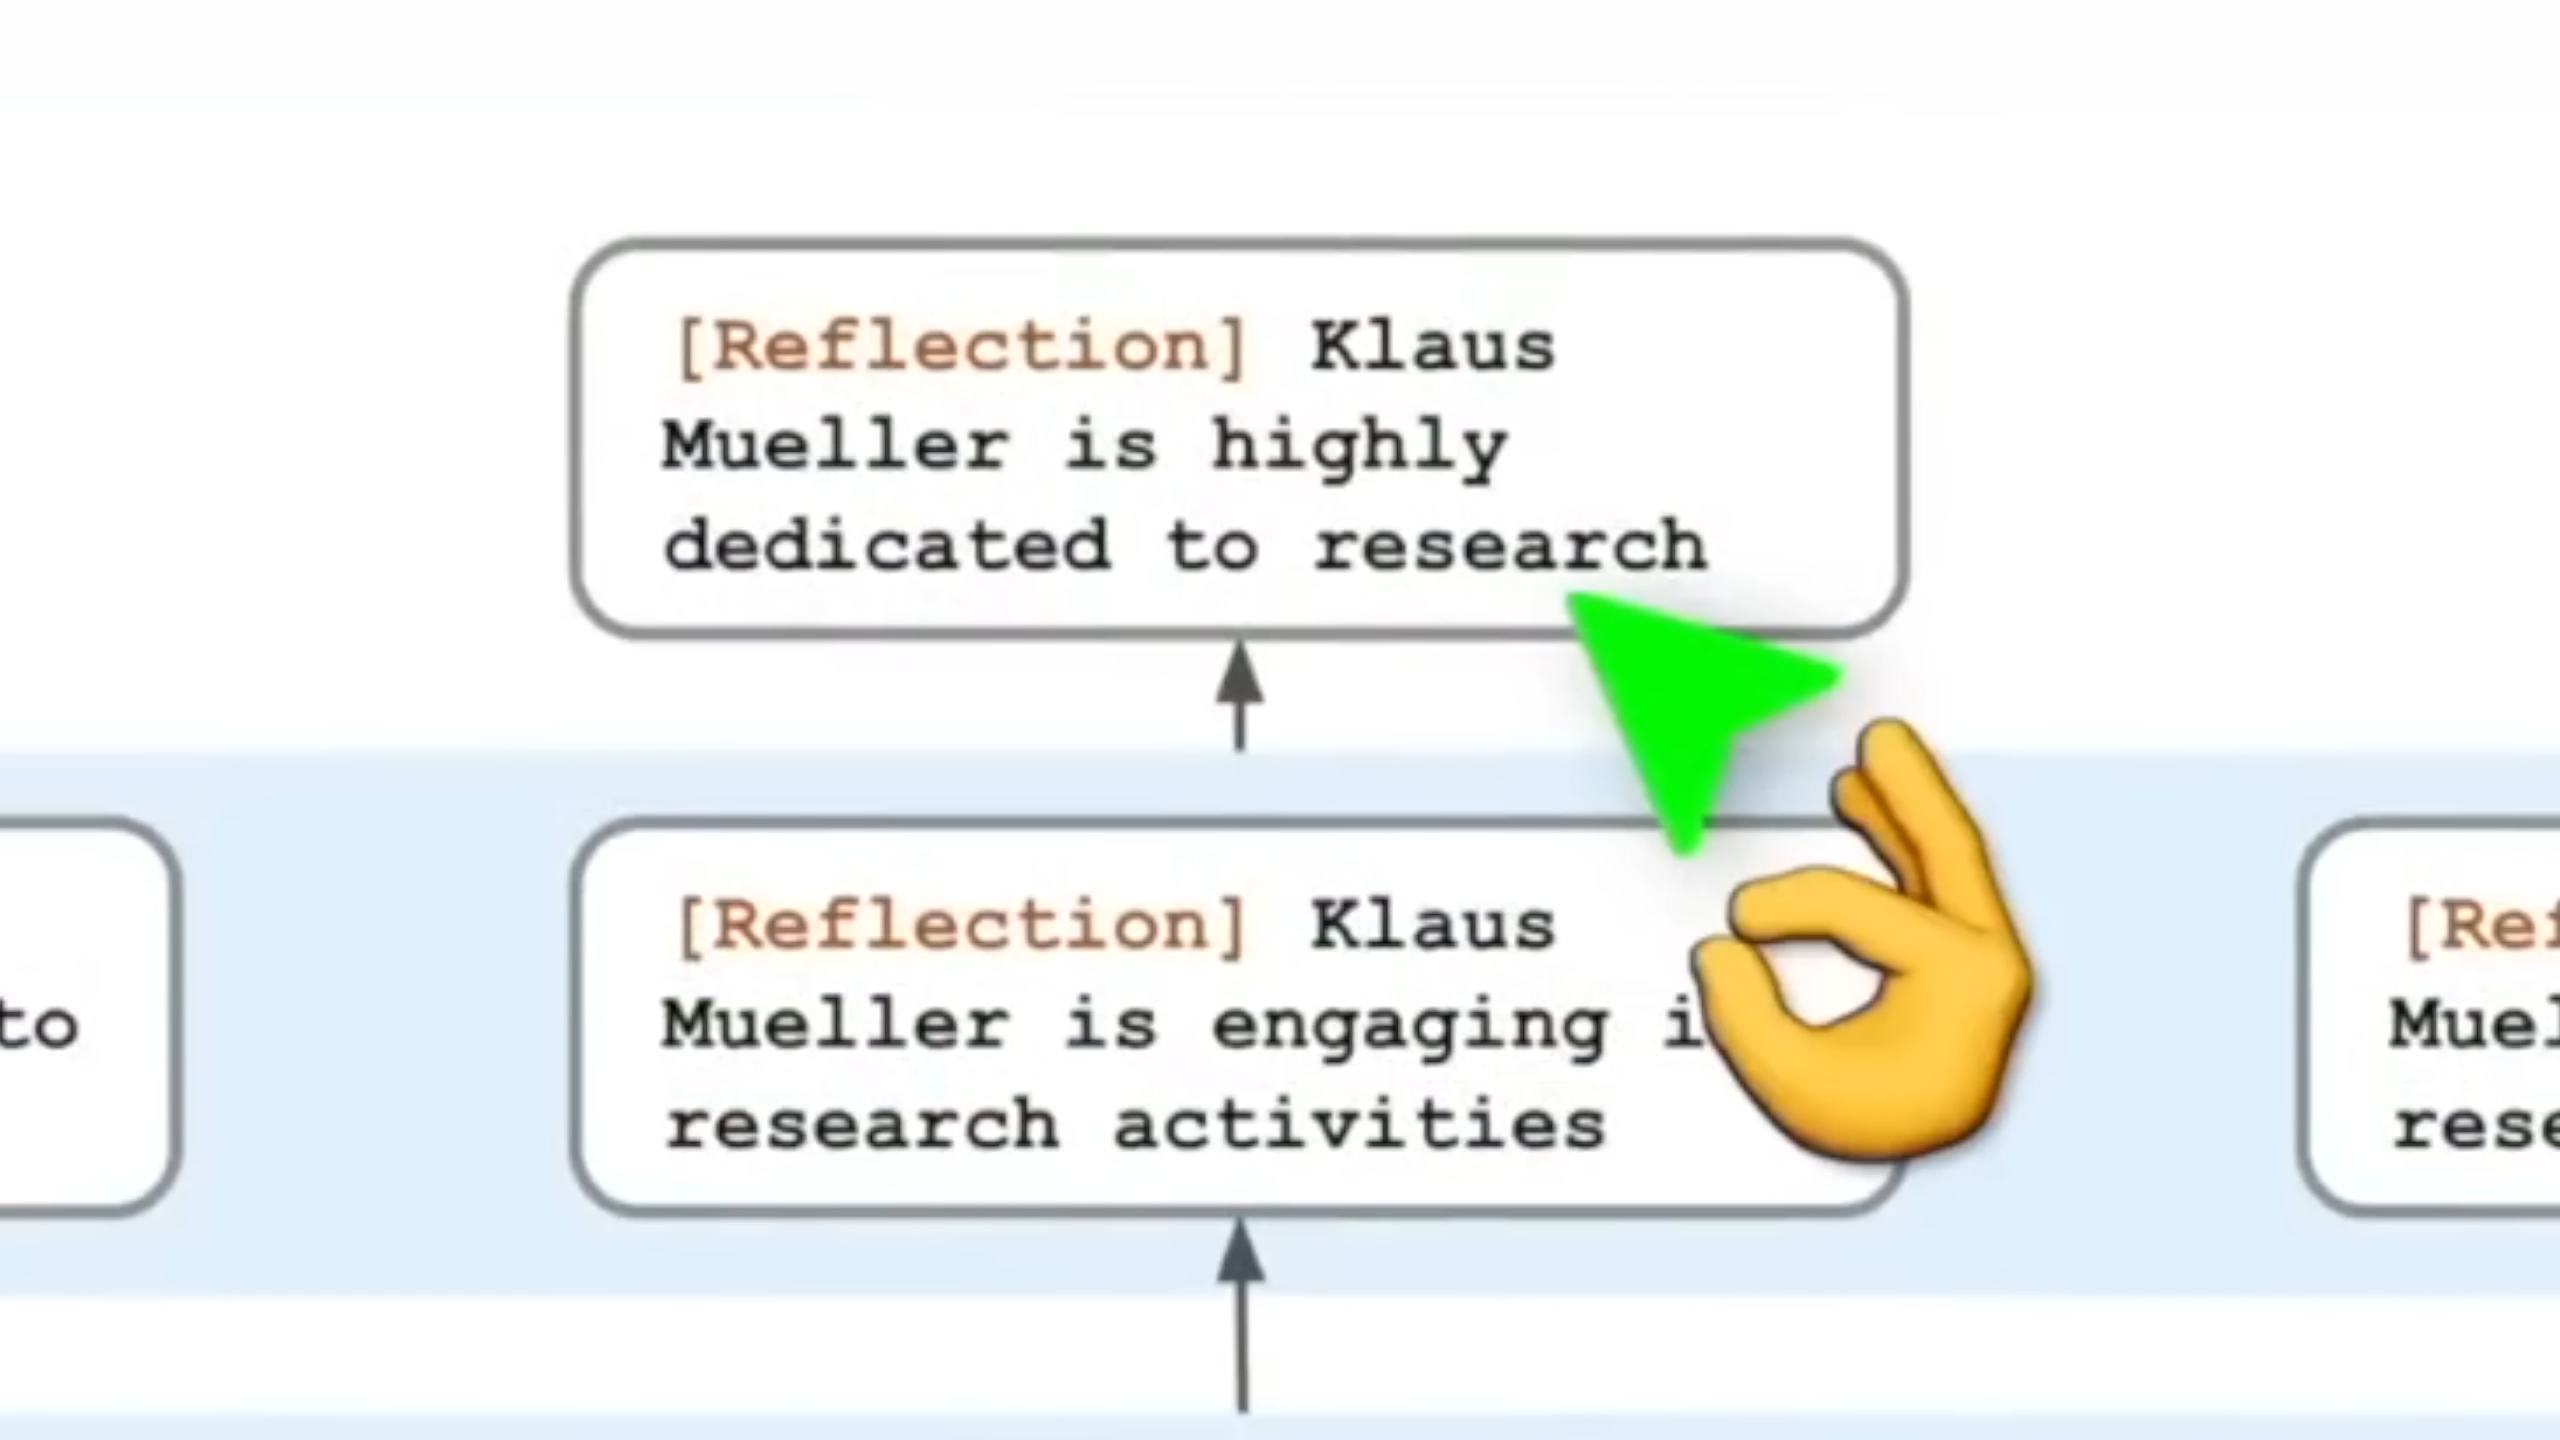 [Reflection] Klaus
Mueller is highly
dedicated to research
to
[Reflection] Klaus
Mueller is engaging
research activities